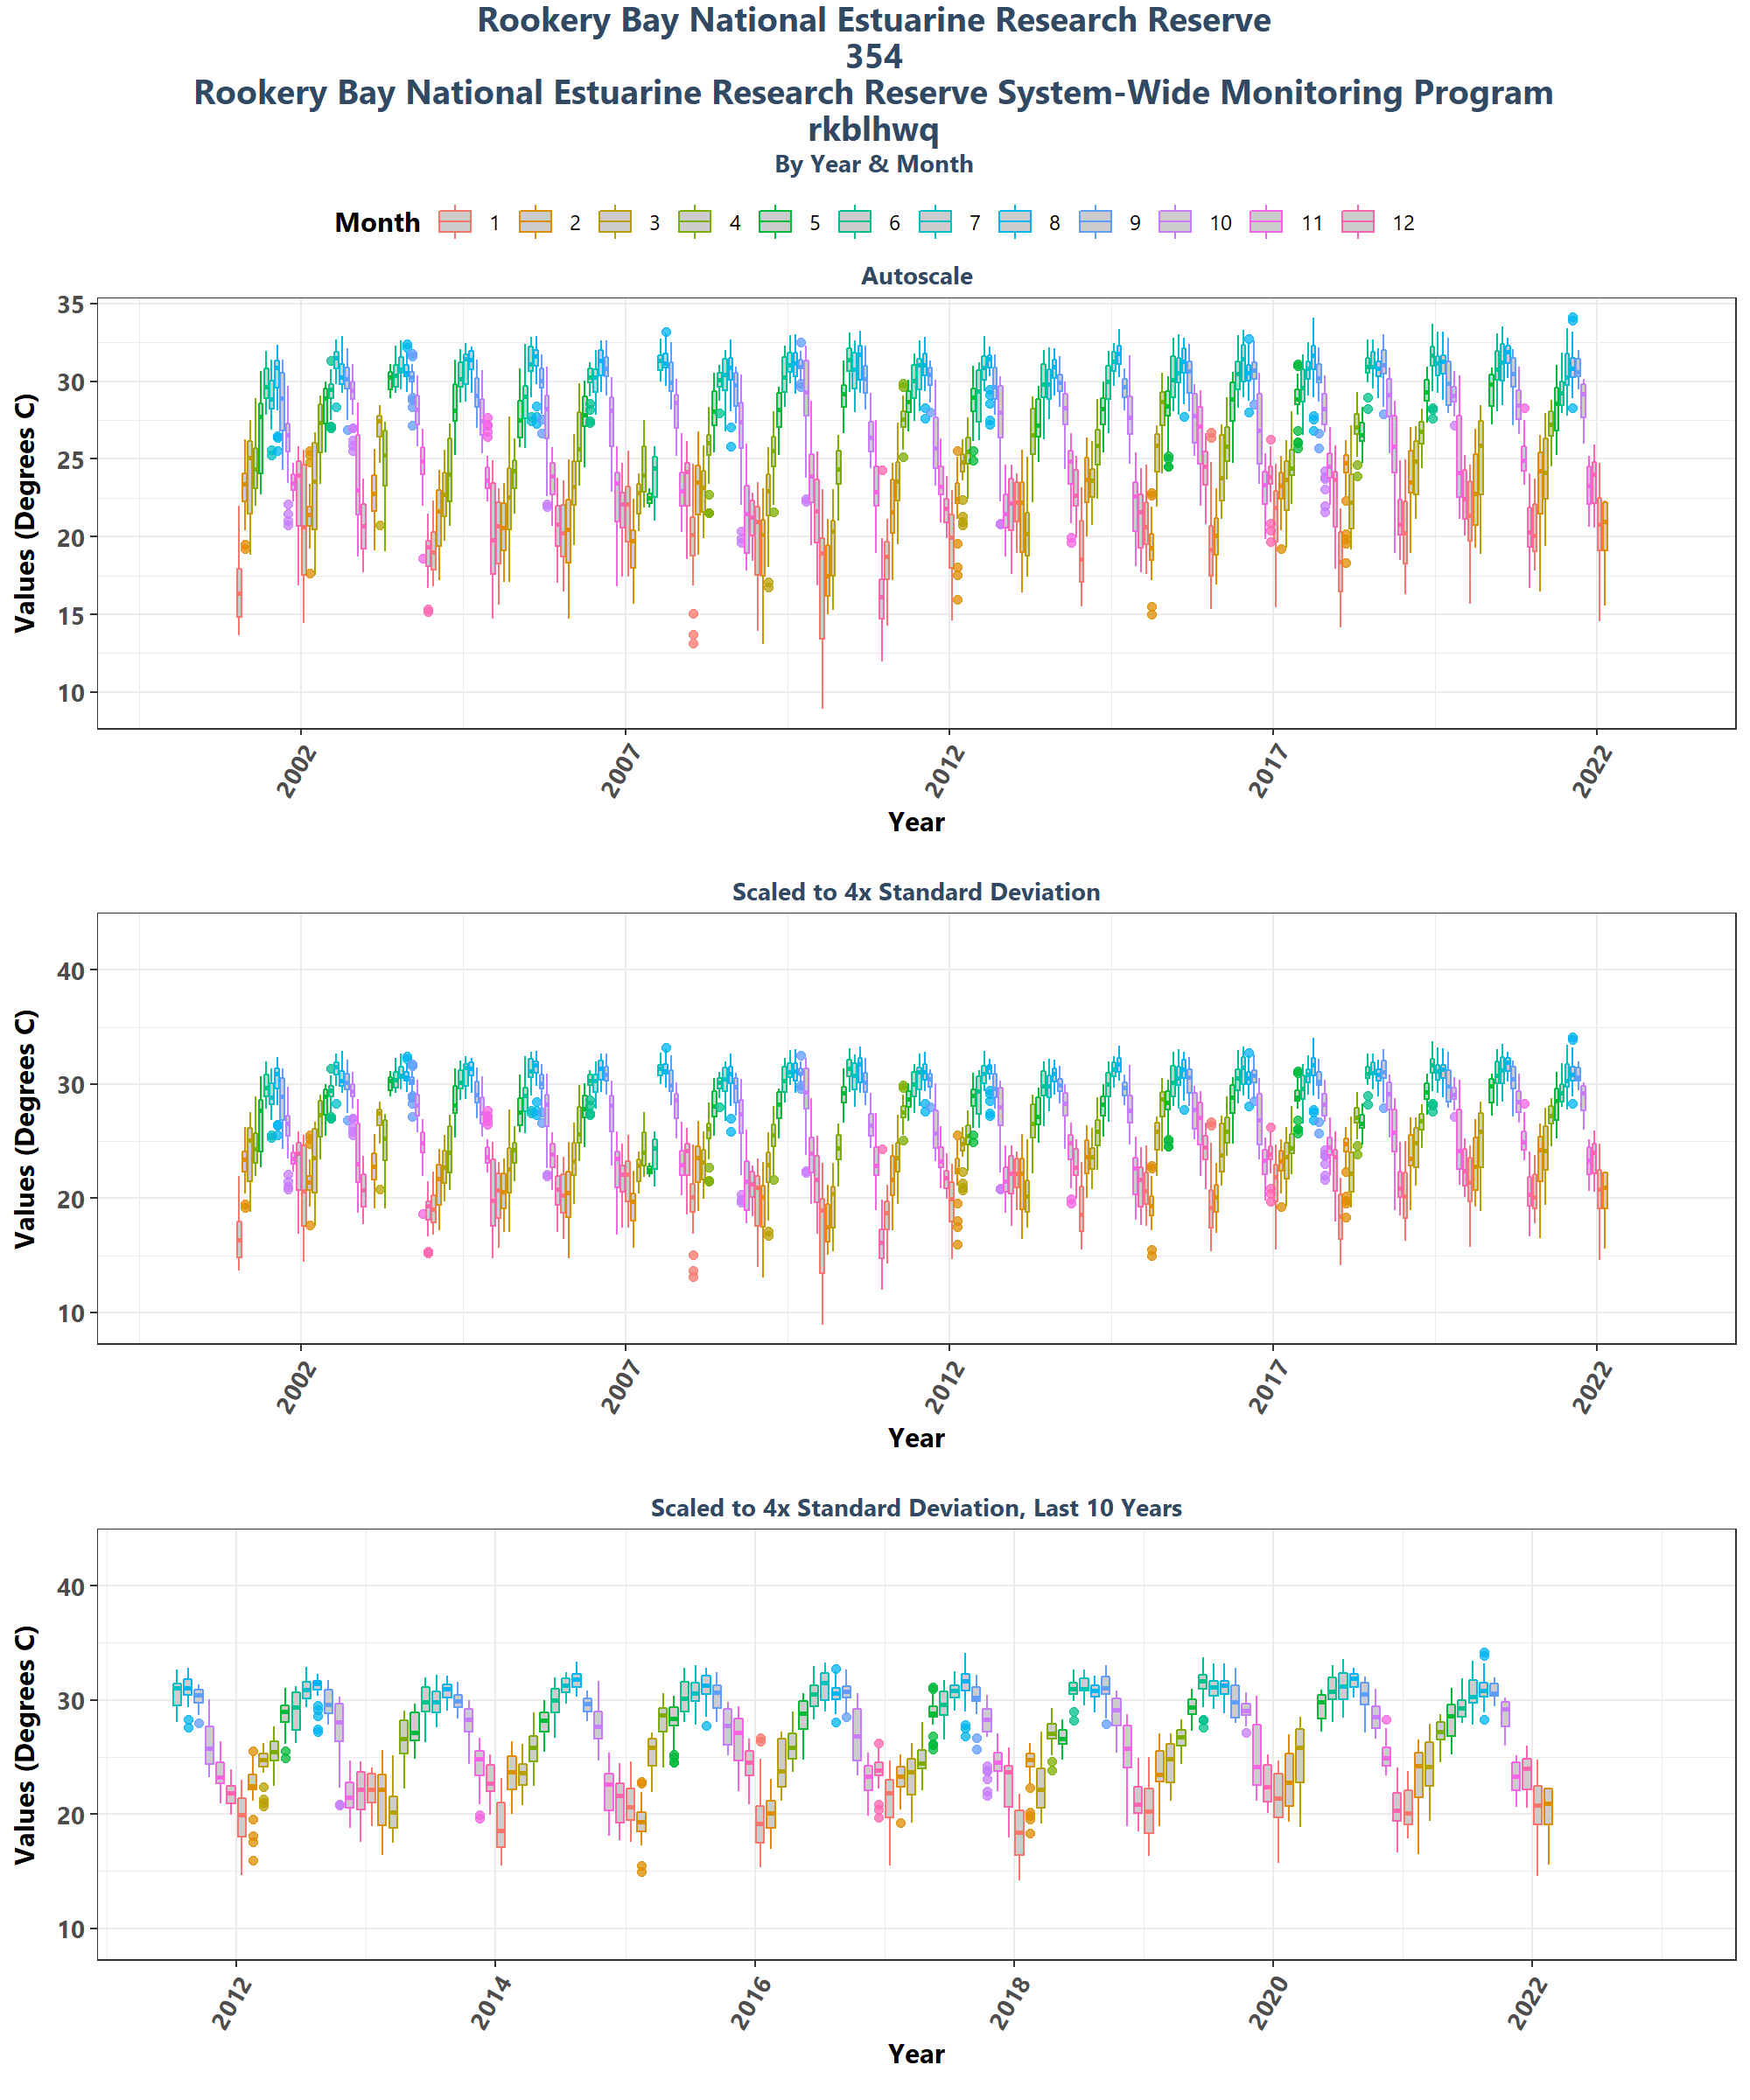 Rookery Bay National Estuarine Research Reserve
354
Rookery Bay National Estuarine Research Reserve System-Wide Monitoring Program
rkblhwq
By Year & Month
Month 1 2 3 4 5 6 7 8 9 10 11 12
Autoscale
Values (Degrees C)
35
30
25
20
15
10
2002 2007 2012 2017 2022
Year
Scaled to 4x Standard Deviation
Values (Degrees C)
40
30
20
10
2002 2007 2012 2017 2022
Year
Scaled to 4x Standard Deviation, Last 10 Years
Values (Degrees C)
40
30
20
10
2012 2014 2016 2018 2020 2022
Year